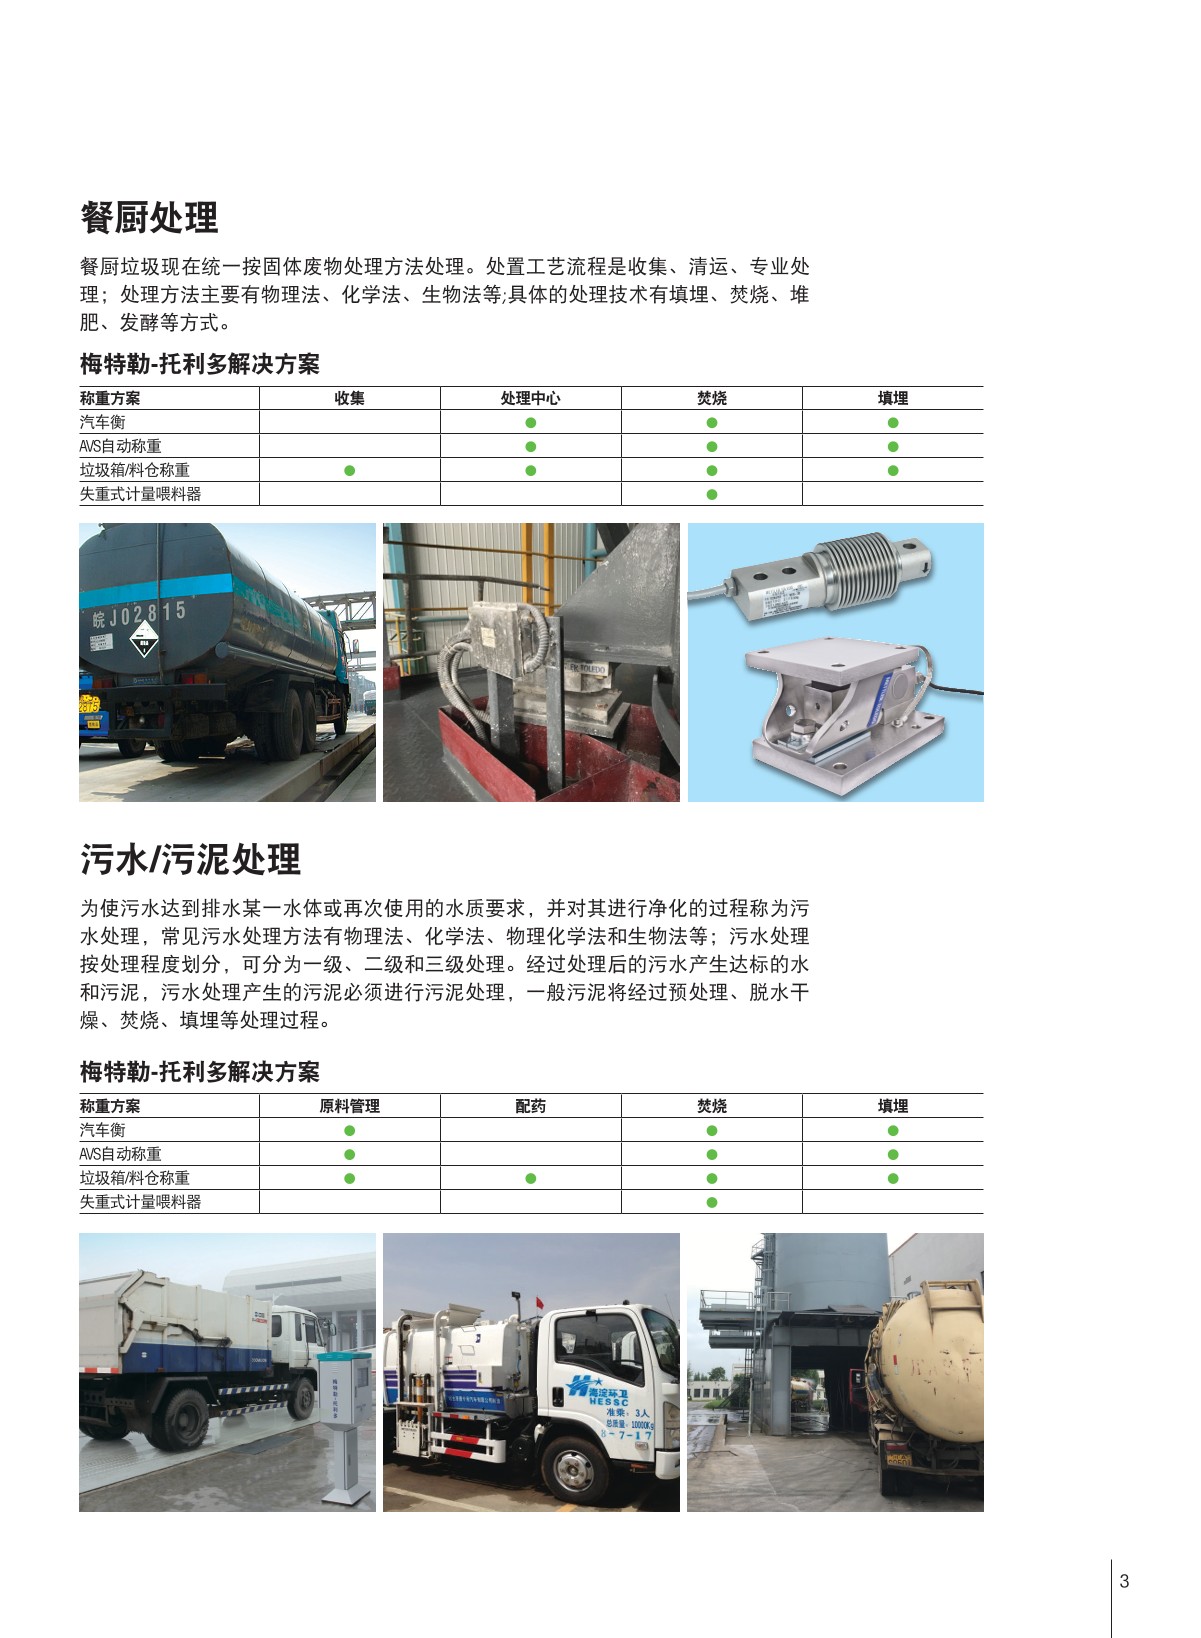 餐厨处理
餐厨垃圾现在统一按固体废物处理方法处理。处置工艺流程是收集、清运、专业处
理；处理方法主要有物理法、化学法、生物法等;具体的处理技术有填埋、焚烧、堆
肥、发酵等方式。
梅特勒-托利多解决方案
称重方案 收集 处理中心 焚烧 填埋
汽车衡 ● ● ●
AVS自动称重 ● ● ●
垃圾箱/料仓称重 ● ● ● ●
失重式计量喂料器 ●
皖J02815
TOLEDO
污水/污泥处理
为使污水达到排水某一水体或再次使用的水质要求，并对其进行净化的过程称为污
水处理，常见污水处理方法有物理法、化学法、物理化学法和生物法等；污水处理
按处理程度划分，可分为一级、二级和三级处理。经过处理后的污水产生达标的水
和污泥，污水处理产生的污泥必须进行污泥处理，一般污泥将经过预处理、脱水干
燥、焚烧、填埋等处理过程。
梅特勒-托利多解决方案
称重方案 原料管理 配药 焚烧 填埋
汽车衡 ● ● ●
AVS自动称重 ● ● ●
垃圾箱/料仓称重 ● ● ● ●
失重式计量喂料器 ●
梅特勒-托利多
海淀环卫
HESSC
准乘：3人
总质量：10000Kg
8-7-17
3